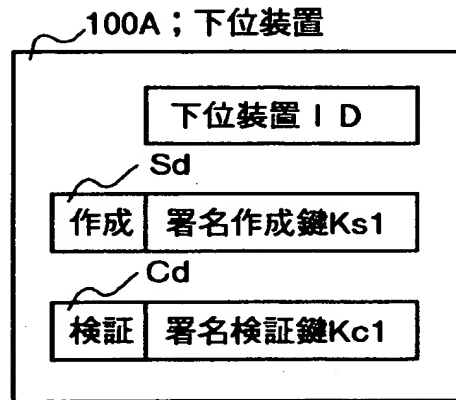 100A；下位装置
下位装置ID
Sd
作成 署名作成鍵Ks1
Cd
検証 署名検証鍵Kc1